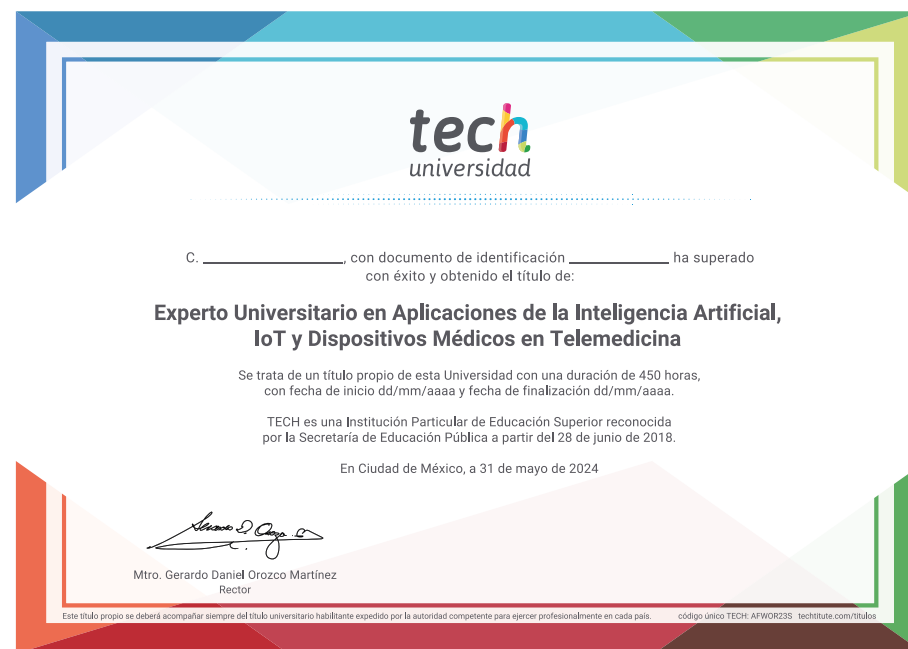 tech
universidad
C. ____________________, con documento de identificación ______________ ha superado
con éxito y obtenido el título de:
Experto Universitario en Aplicaciones de la Inteligencia Artificial,
IoT y Dispositivos Médicos en Telemedicina
Se trata de un título propio de esta Universidad con una duración de 450 horas,
con fecha de inicio dd/mm/aaaa y fecha de finalización dd/mm/aaaa.
TECH es una Institución Particular de Educación Superior reconocida
por la Secretaría de Educación Pública a partir del 28 de junio de 2018.
En Ciudad de México, a 31 de mayo de 2024
Mtro. Gerardo Daniel Orozco Martínez
Rector
Este título propio se deberá acompañar siempre del título universitario habilitante expedido por la autoridad competente para ejercer profesionalmente en cada país. código único TECH: AFWOR23S techtitute.com/titulos